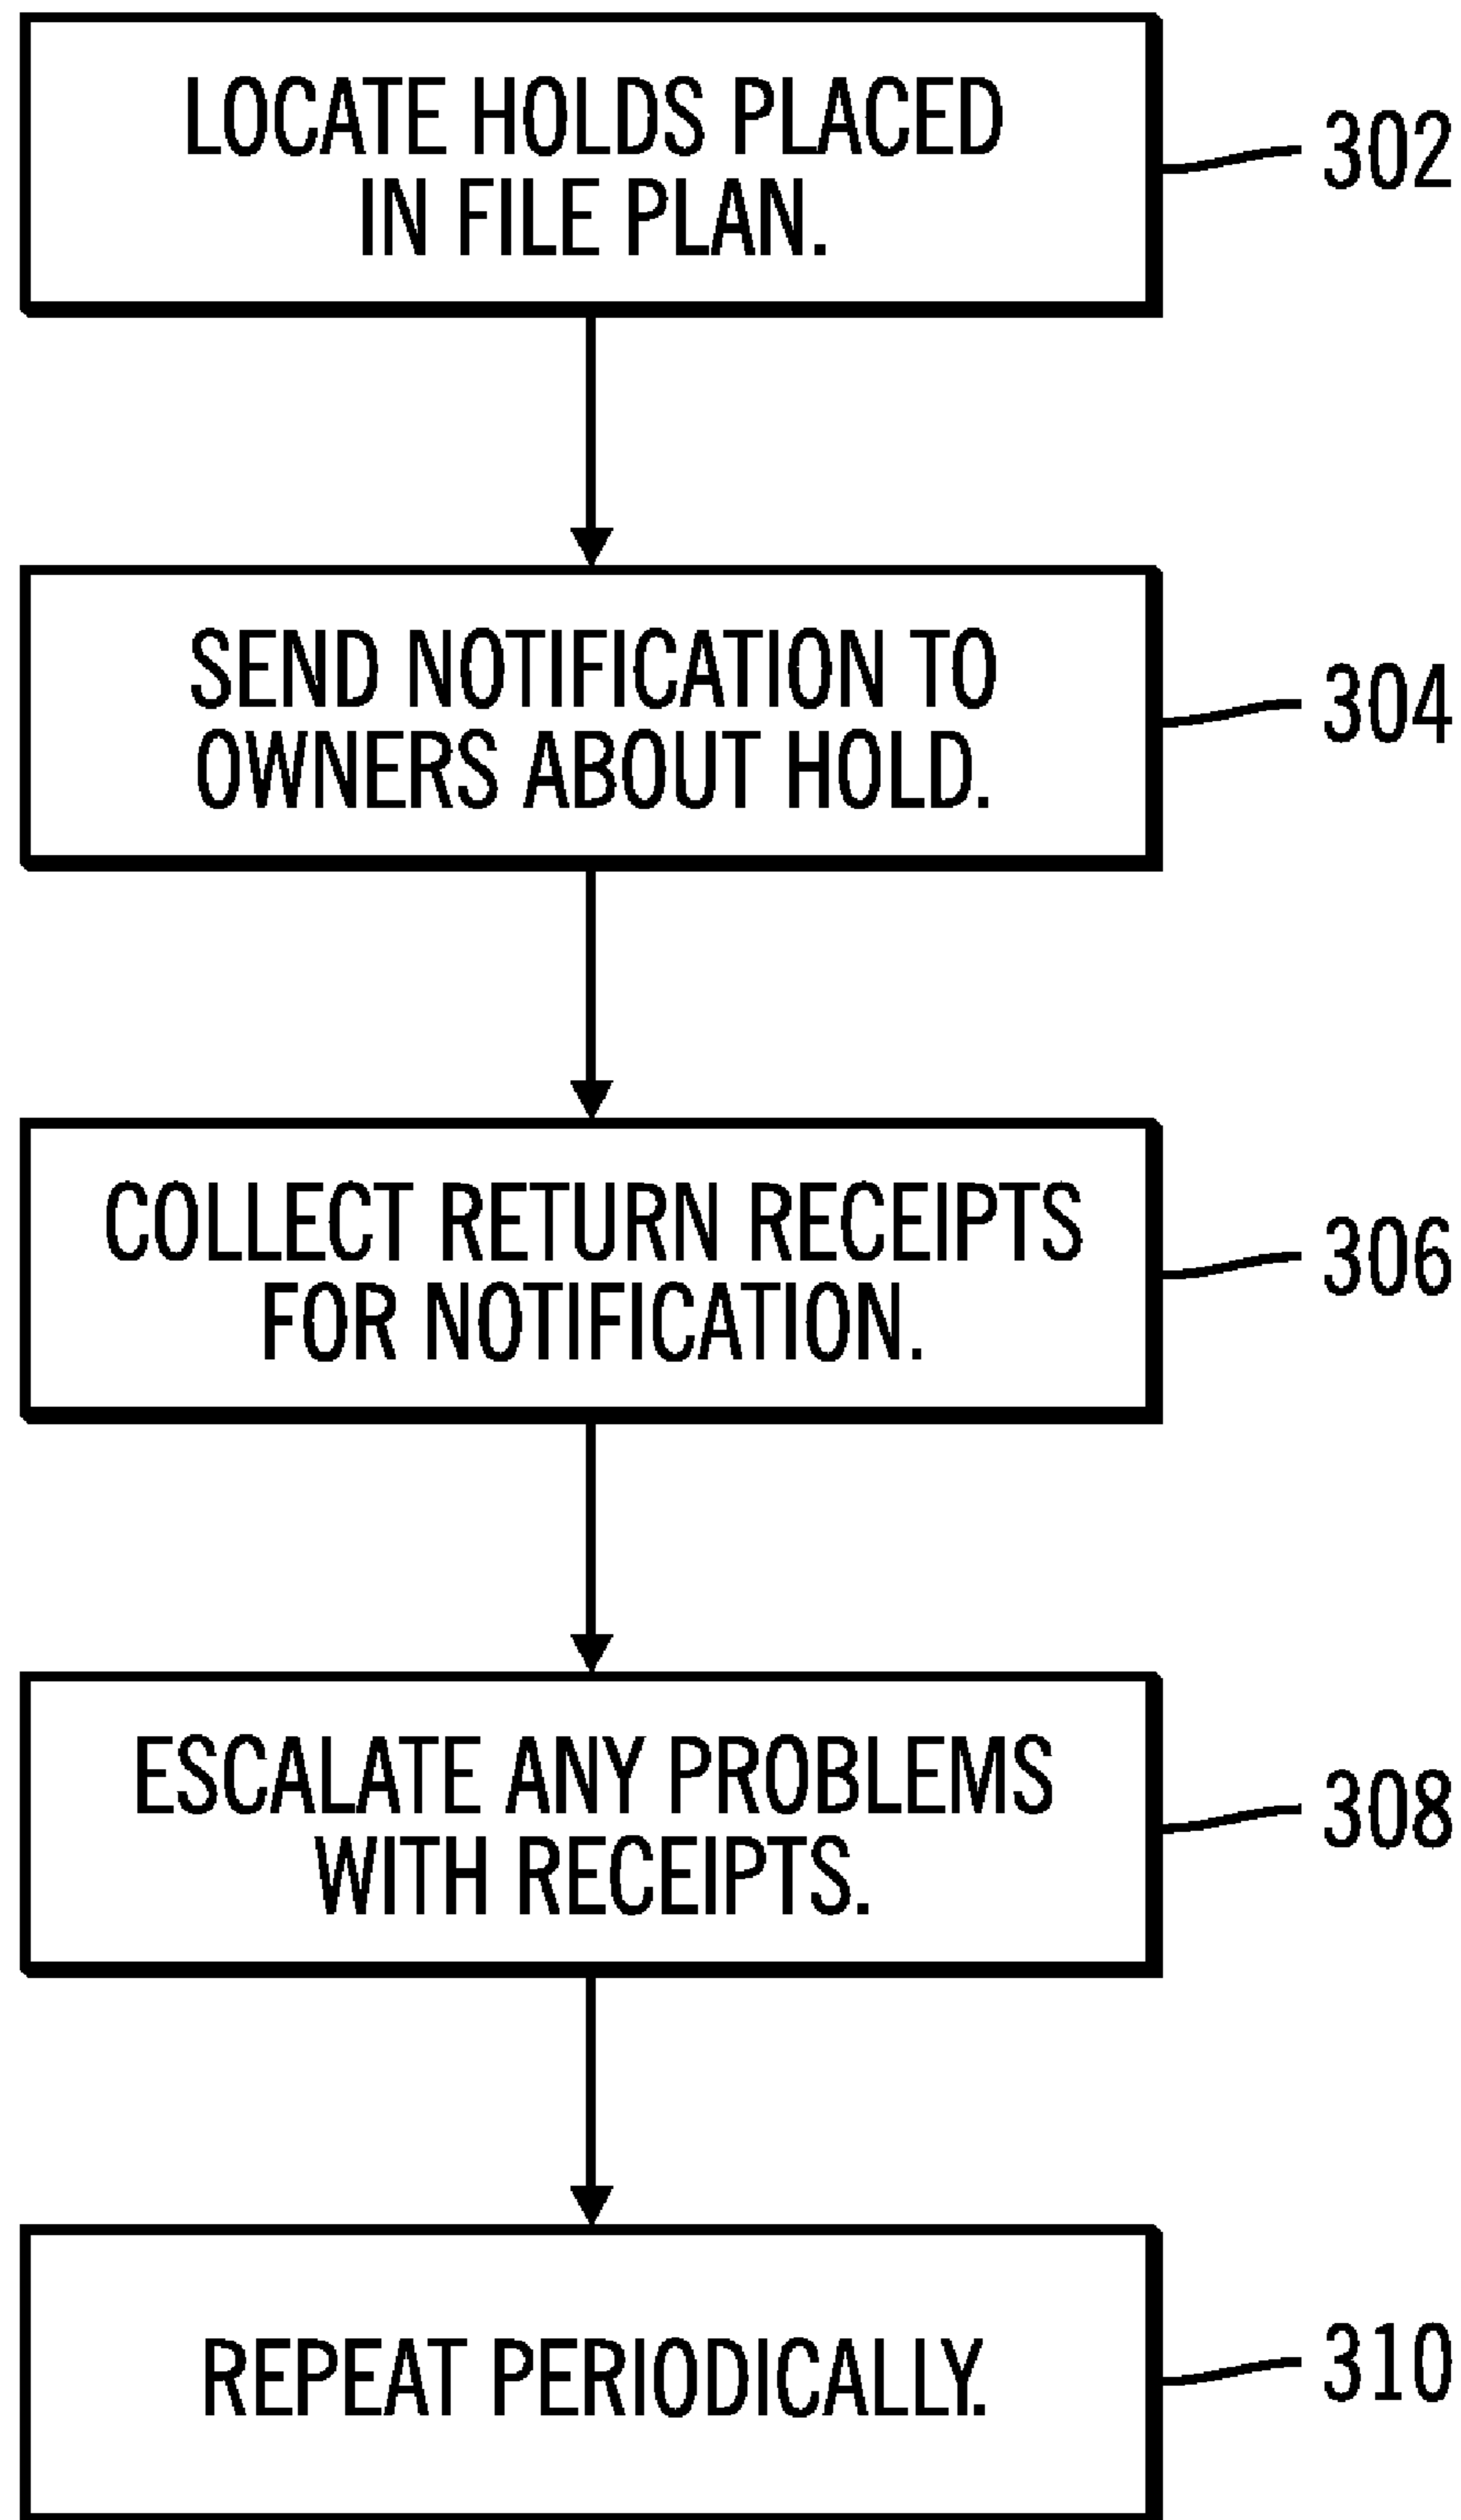 LOCATE HOLDS PLACED
IN FILE PLAN.
302
SEND NOTIFICATION TO
OWNERS ABOUT HOLD.
304
COLLECT RETURN RECEIPTS
FOR NOTIFICATION.
306
ESCALATE ANY PROBLEMS
WITH RECEIPTS.
308
REPEAT PERIODICALLY.
310